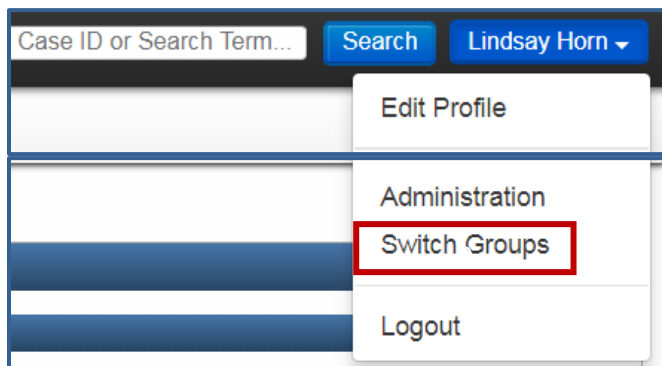 Case ID or Search Term... Search Lindsay Horn
Edit Profile
Administration
Switch Groups
Logout